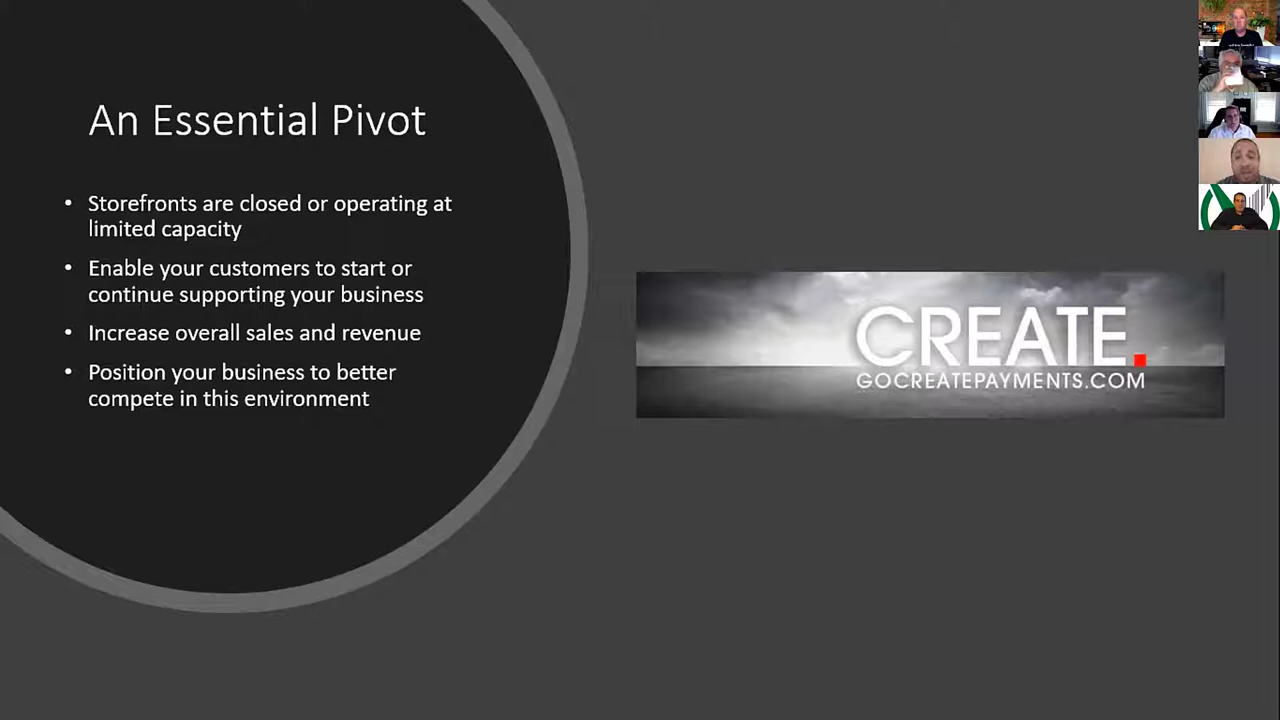 An Essential Pivot
• Storefronts are closed or operating at
limited capacity
• Enable your customers to start or
continue supporting your business
• Increase overall sales and revenue
• Position your business to better
compete in this environment
CREATE.
GOCREATEPAYMENTS.COM